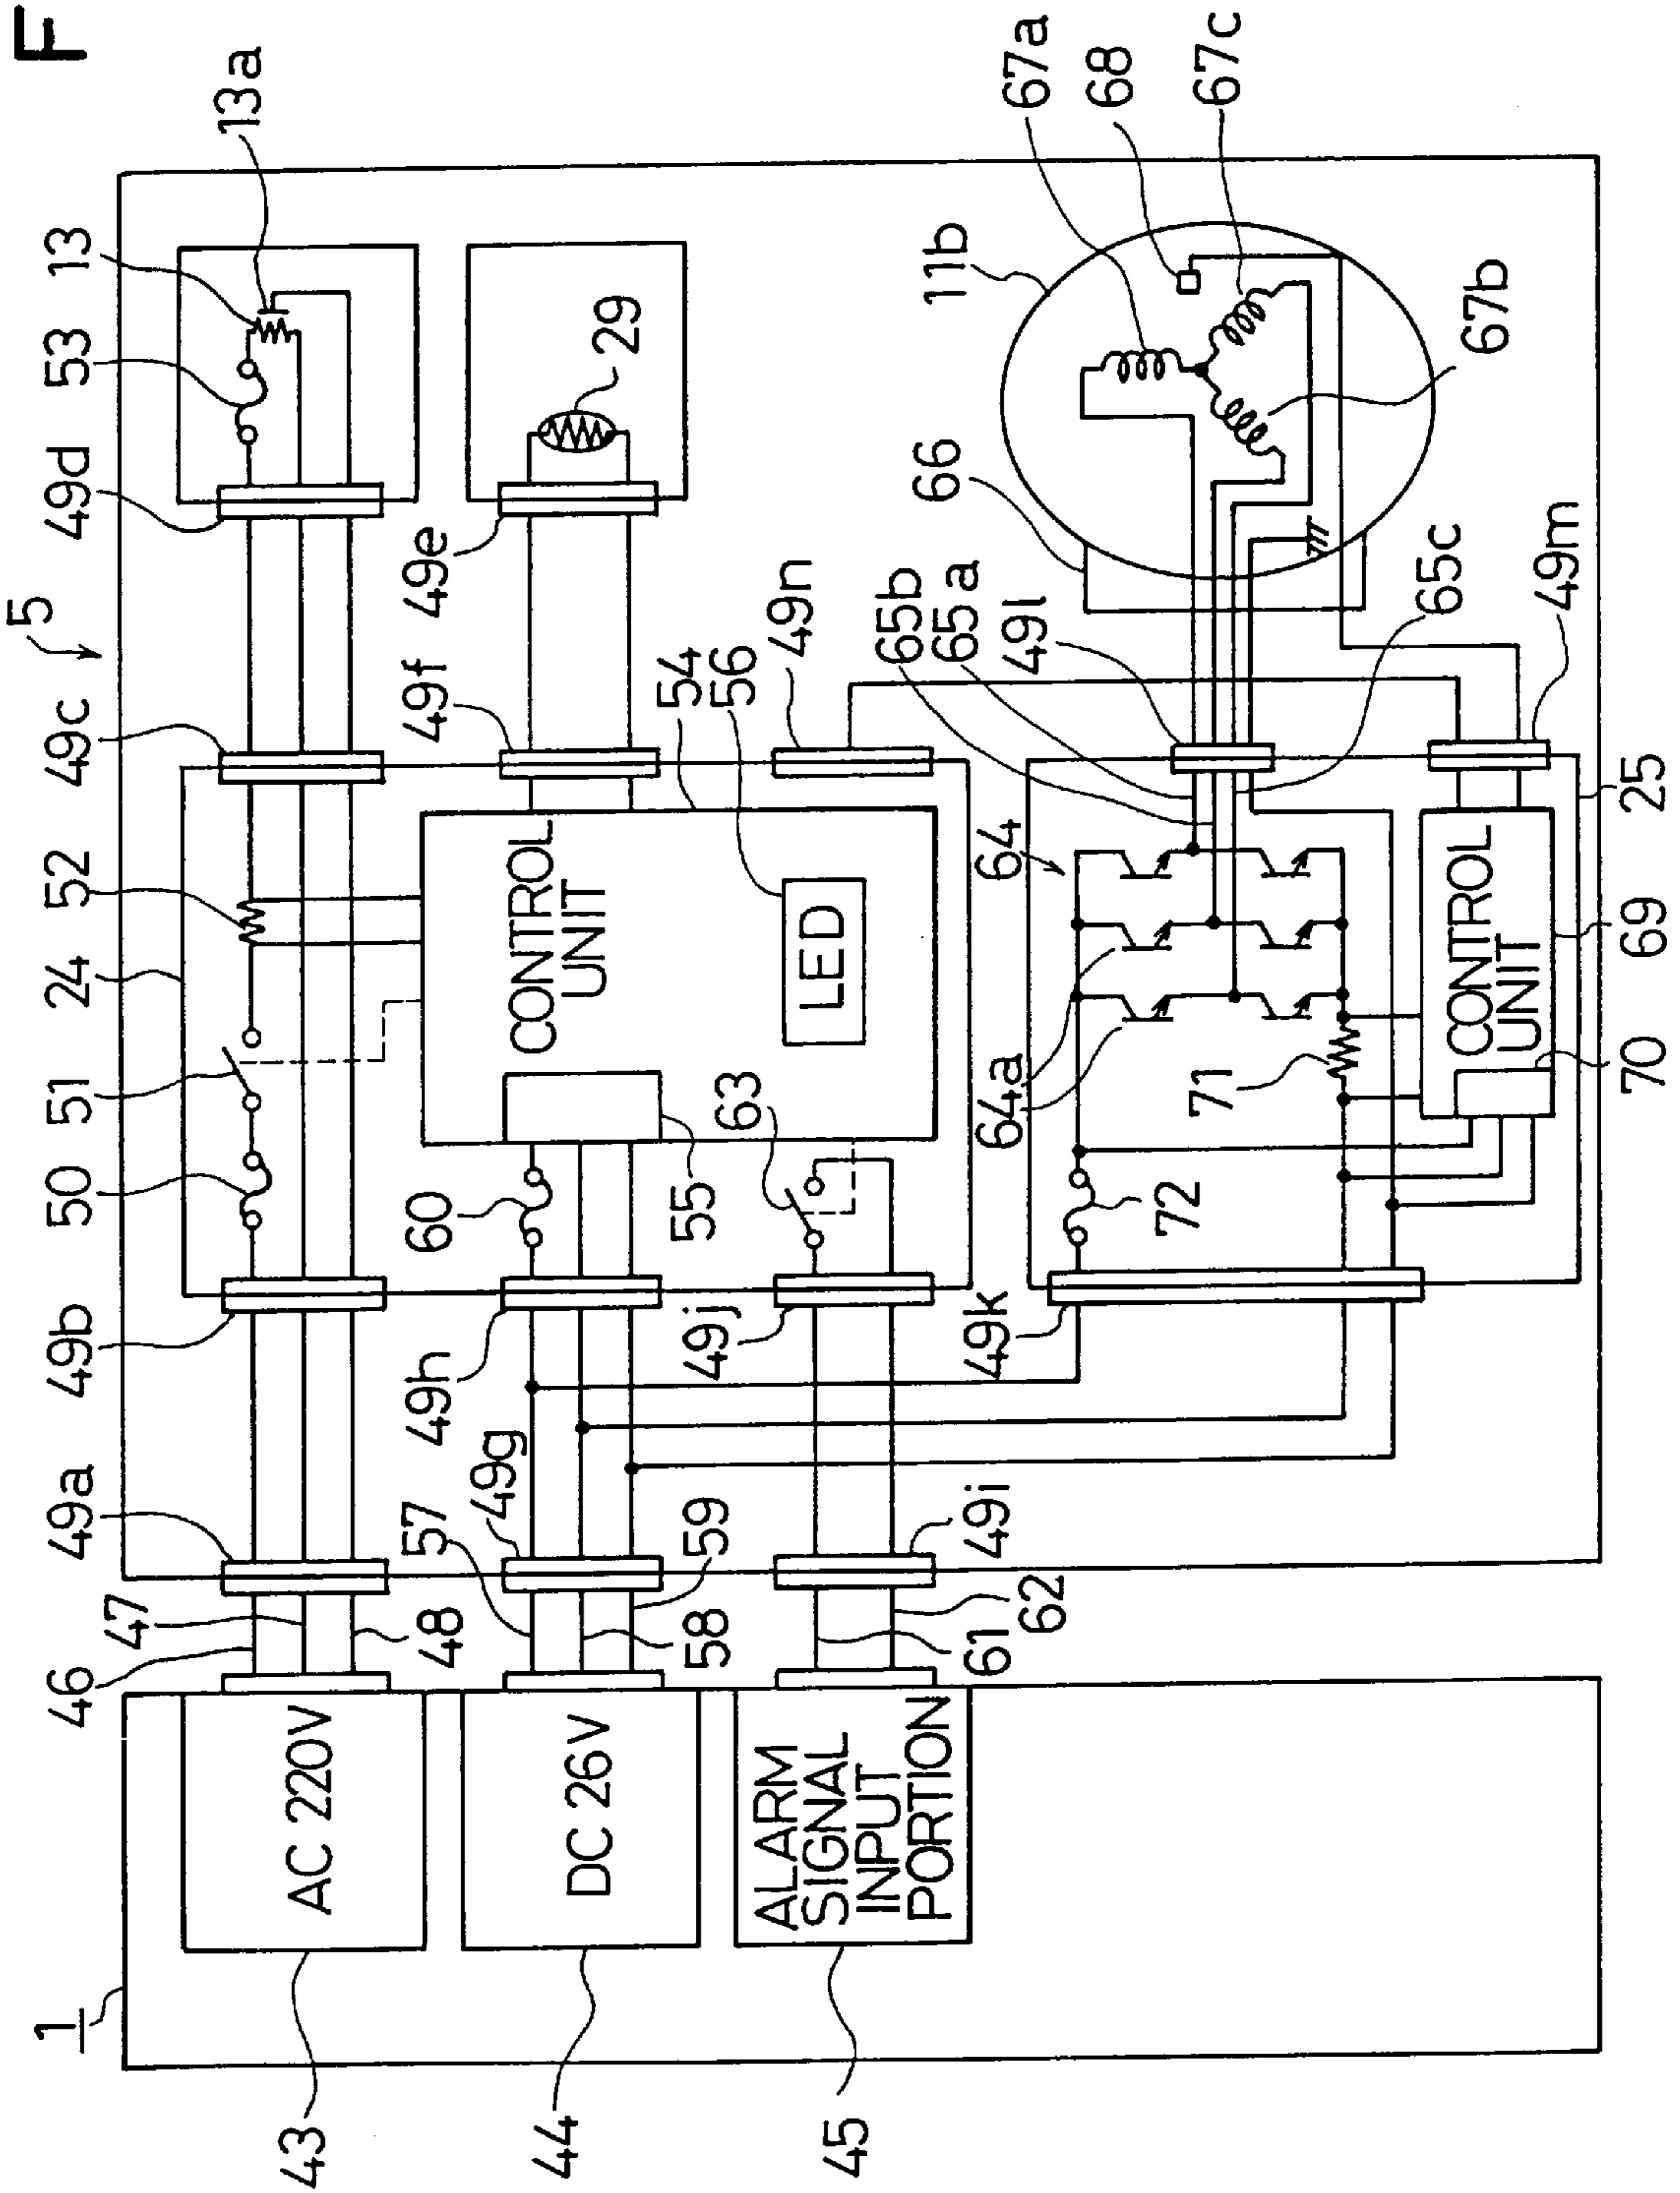 F
5
49a
49b
49c
49d
13
13a
46
47
48
50
51
24
52
53
57
49g
49h
60
49f
49e
29
CONTROL
UNIT
54
56
LED
55
63
49n
58
59
49j
49i
61
62
1
AC 220V
DC 26V
ALARM
SIGNAL
INPUT
PORTION
43
44
45
49k
64a
64
65b
65a
49l
65c
66
11b
67a
68
67c
67b
72
71
CONTROL
UNIT
70
69
25
49m